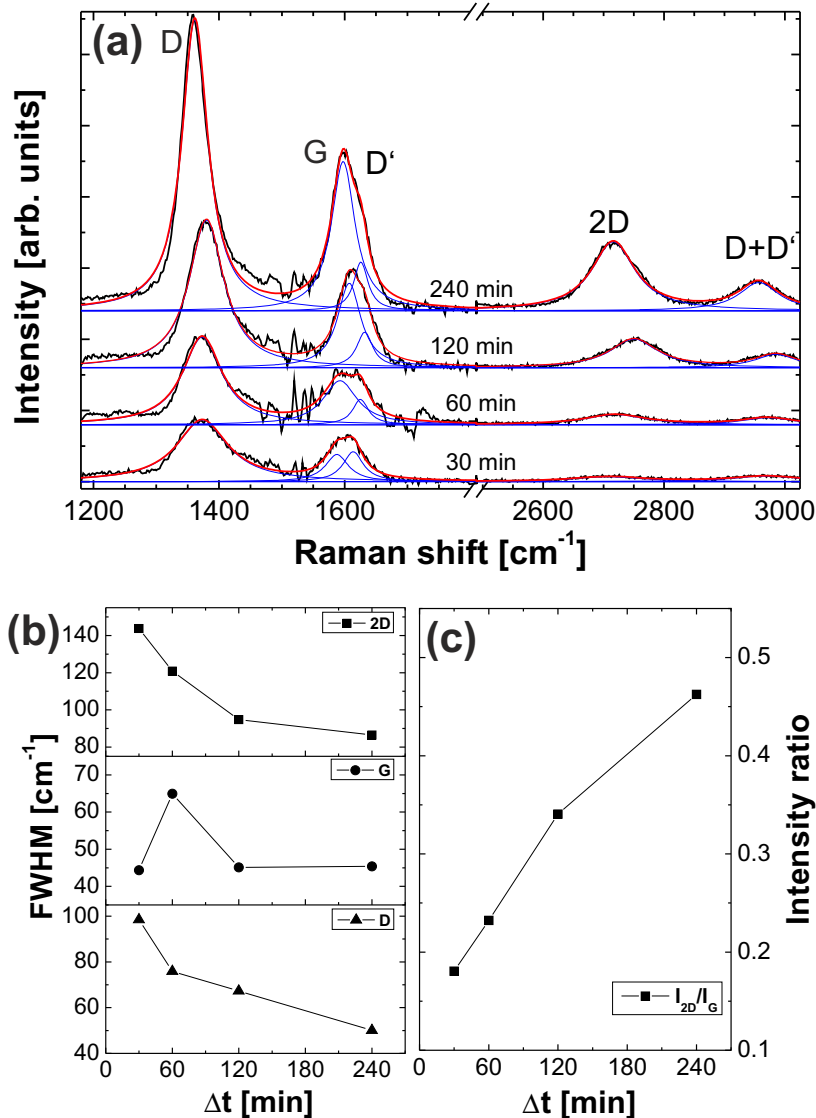 (a)
D
G
D‘
2D
D+D‘
240 min
120 min
60 min
30 min
Intensity [arb. units]
1200 1400 1600 2600 2800 3000
Raman shift [cm⁻¹]
(b)
2D
140
120
100
80
G
70
65
60
55
50
45
40
D
100
80
60
40
FWHM [cm⁻¹]
0 60 120 180 240
Δt [min]
(c)
0.5
0.4
0.3
0.2
0.1
Intensity ratio
I2D/IG
0 60 120 180 240
Δt [min]